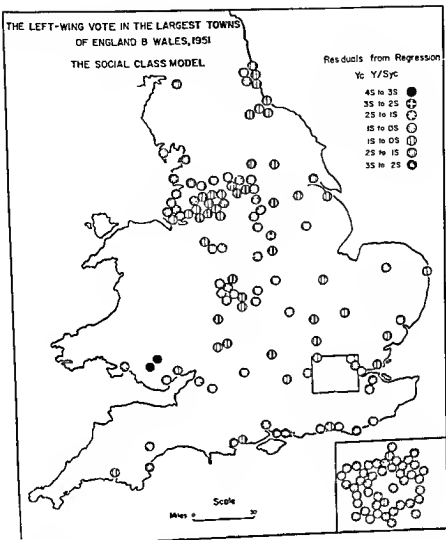 THE LEFT-WING VOTE IN THE LARGEST TOWNS
OF ENGLAND & WALES, 1951
THE SOCIAL CLASS MODEL
Residuals from Regression
Yc Y/Syc
4S to 3S
3S to 2S
2S to 1S
1S to 0S
1S to 0S
2S to 1S
3S to 2S
Scale
Miles 0 30